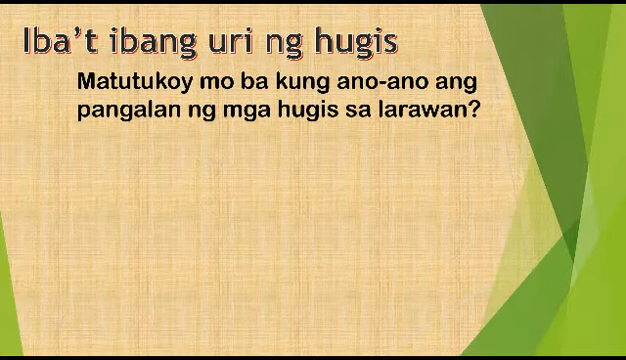 Iba't ibang uri ng hugis
Matutukoy mo ba kung ano-ano ang
pangalan ng mga hugis sa larawan?